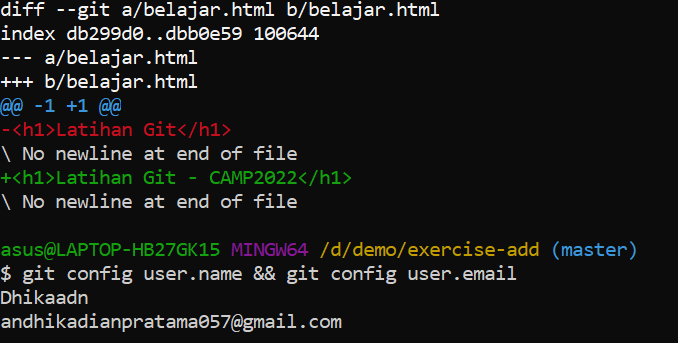 diff --git a/belajar.html b/belajar.html
index db299d0..dbb0e59 100644
--- a/belajar.html
+++ b/belajar.html
@@ -1 +1 @@
-<h1>Latihan Git</h1>
\ No newline at end of file
+<h1>Latihan Git - CAMP2022</h1>
\ No newline at end of file
asus@LAPTOP-HB27GK15 MINGW64 /d/demo/exercise-add (master)
$ git config user.name && git config user.email
Dhikaadn
andhikadianpratama057@gmail.com